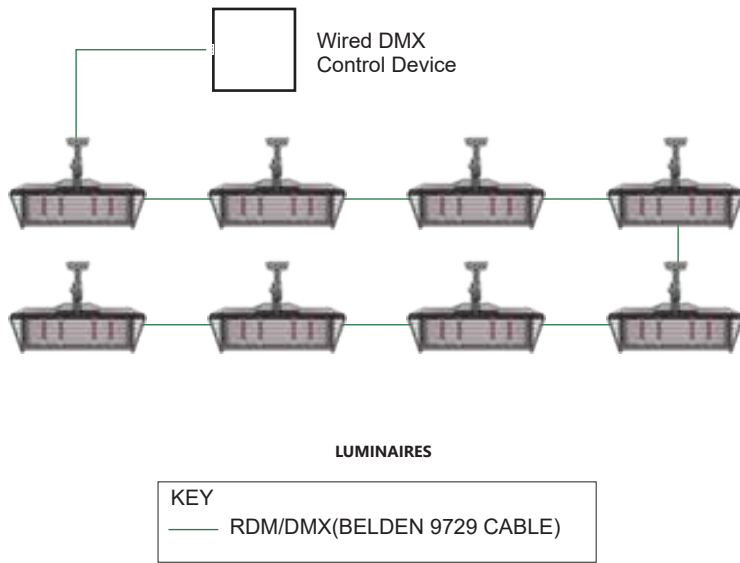 Wired DMX
Control Device
LUMINAIRES
KEY
RDM/DMX(BELDEN 9729 CABLE)